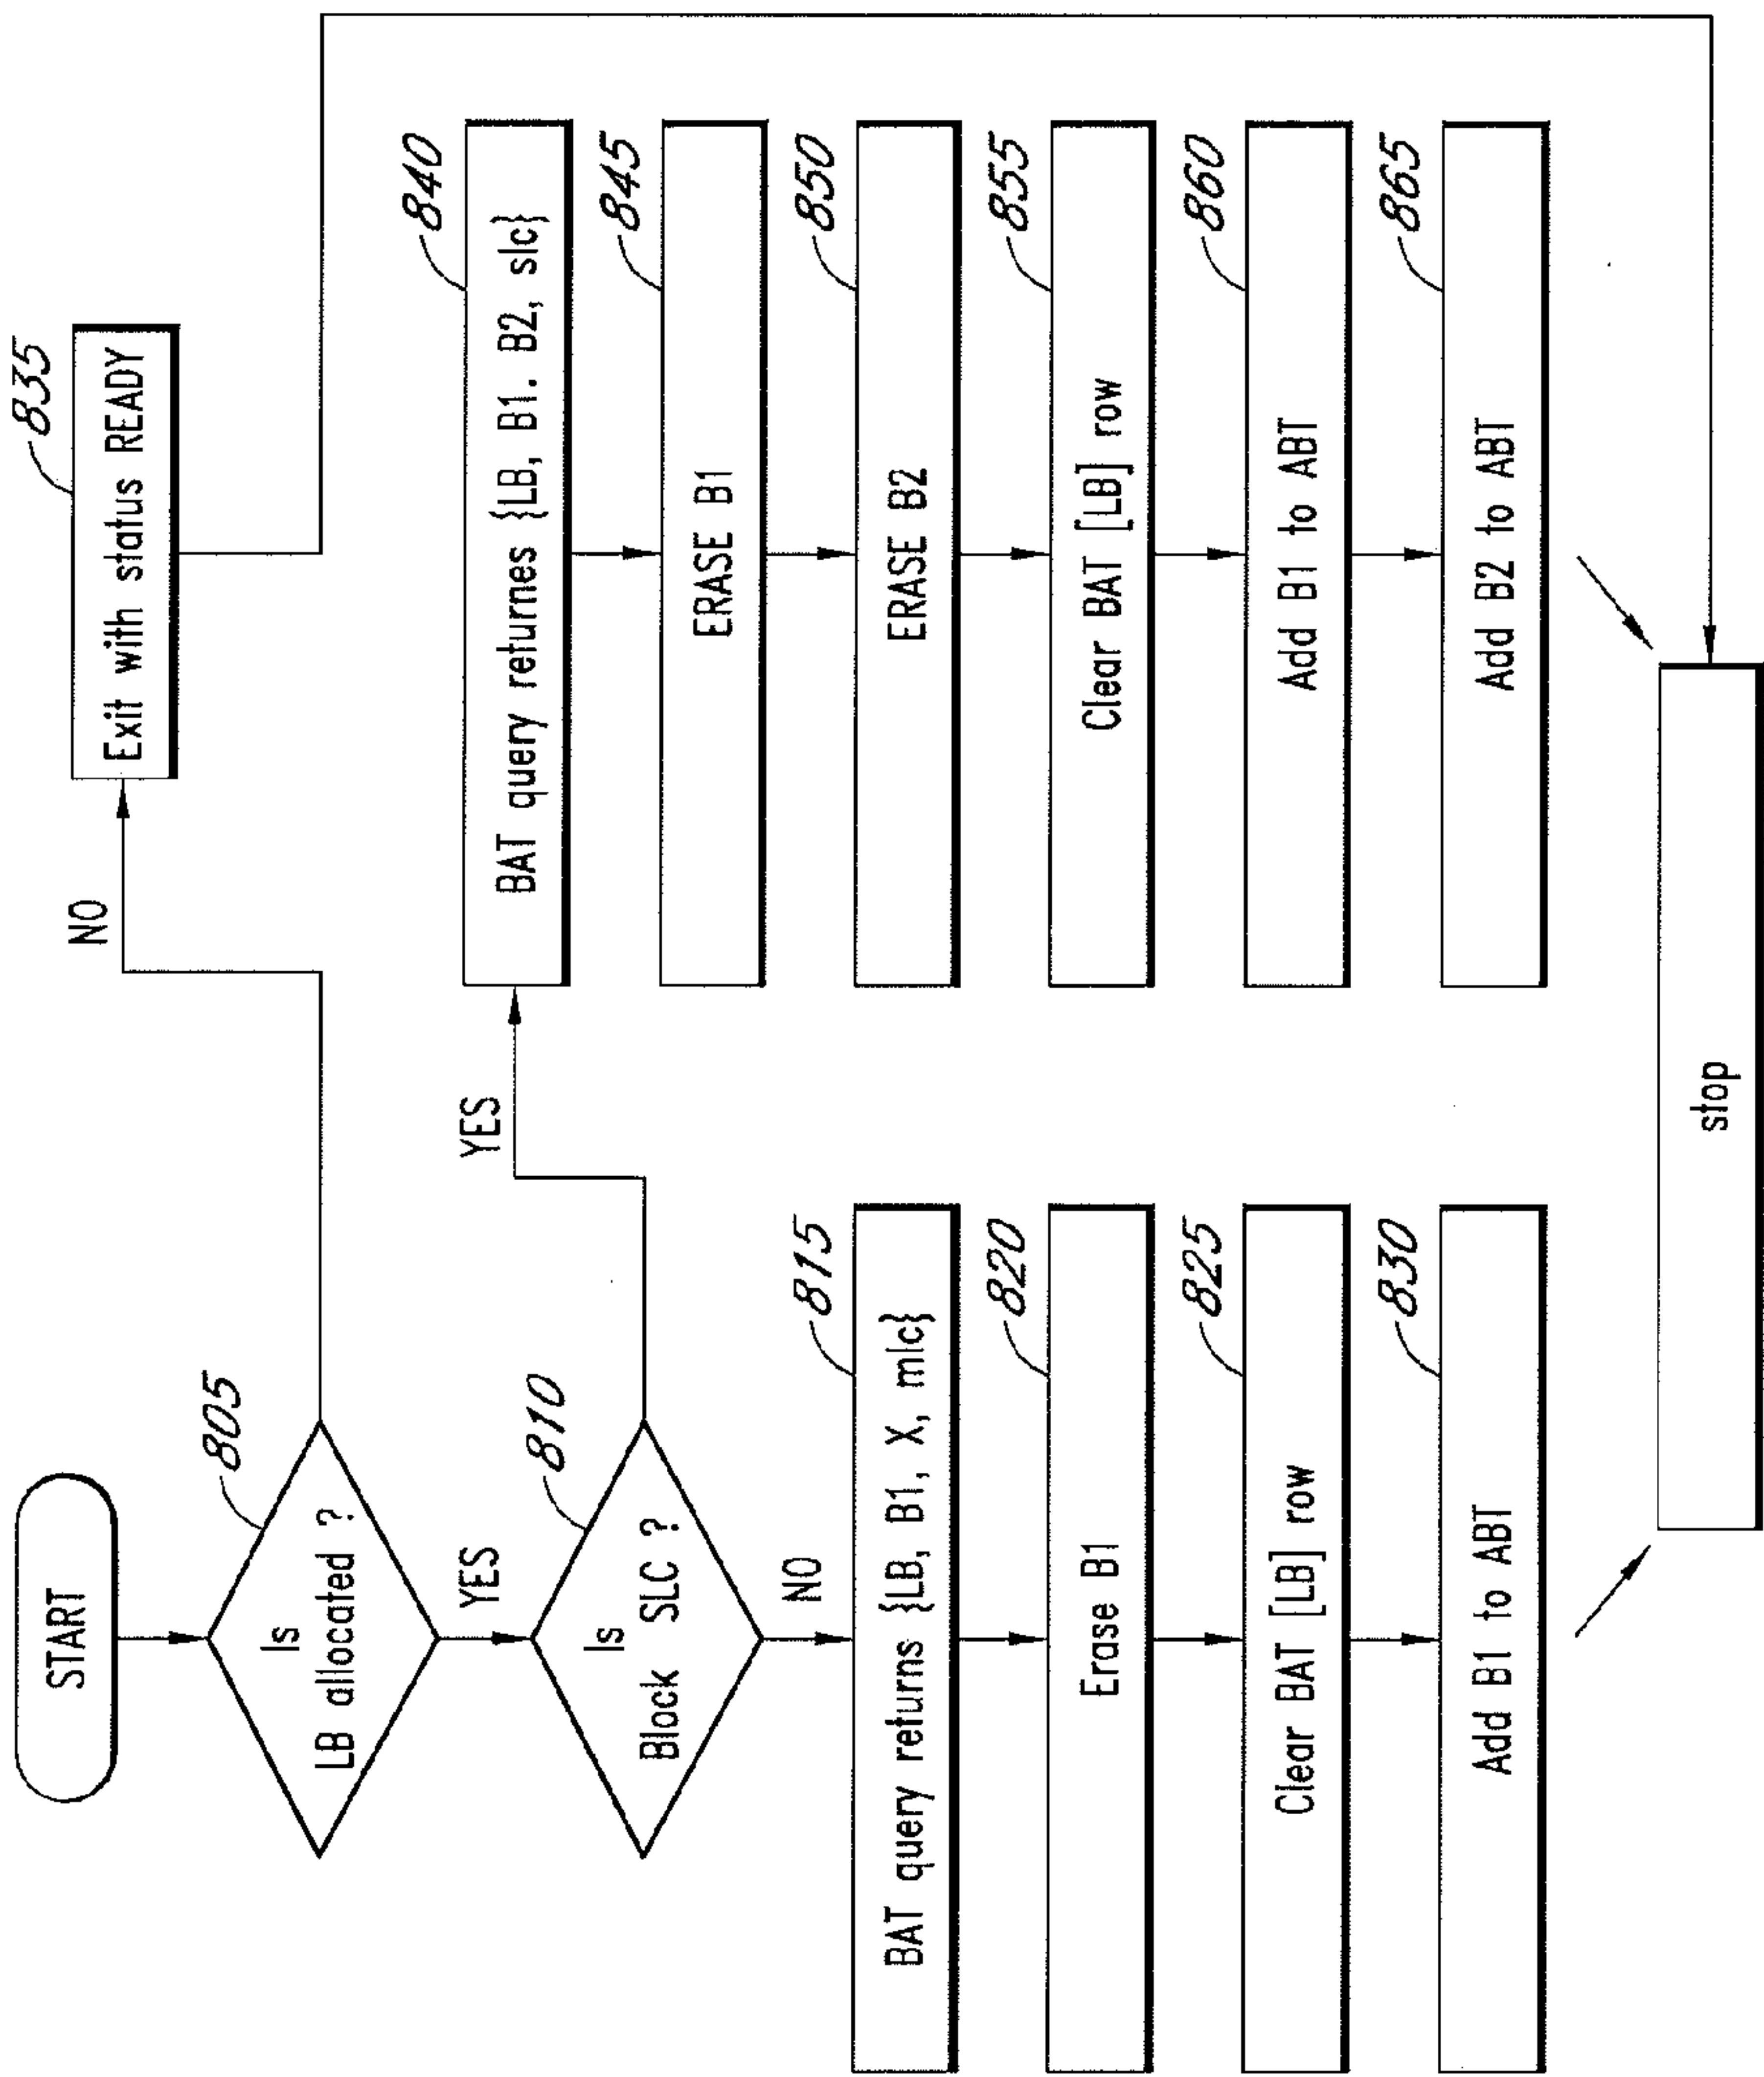 START
805
Is
LB allocated ?
NO
835
Exit with status READY
YES
810
Is
Block SLC ?
YES
840
BAT query returnes {LB, B1. B2, slc}
845
ERASE B1
850
ERASE B2
855
Clear BAT [LB] row
860
Add B1 to ABT
865
Add B2 to ABT
NO
815
BAT query returns {LB, B1, X, mlc}
820
Erase B1
825
Clear BAT [LB] row
830
Add B1 to ABT
stop